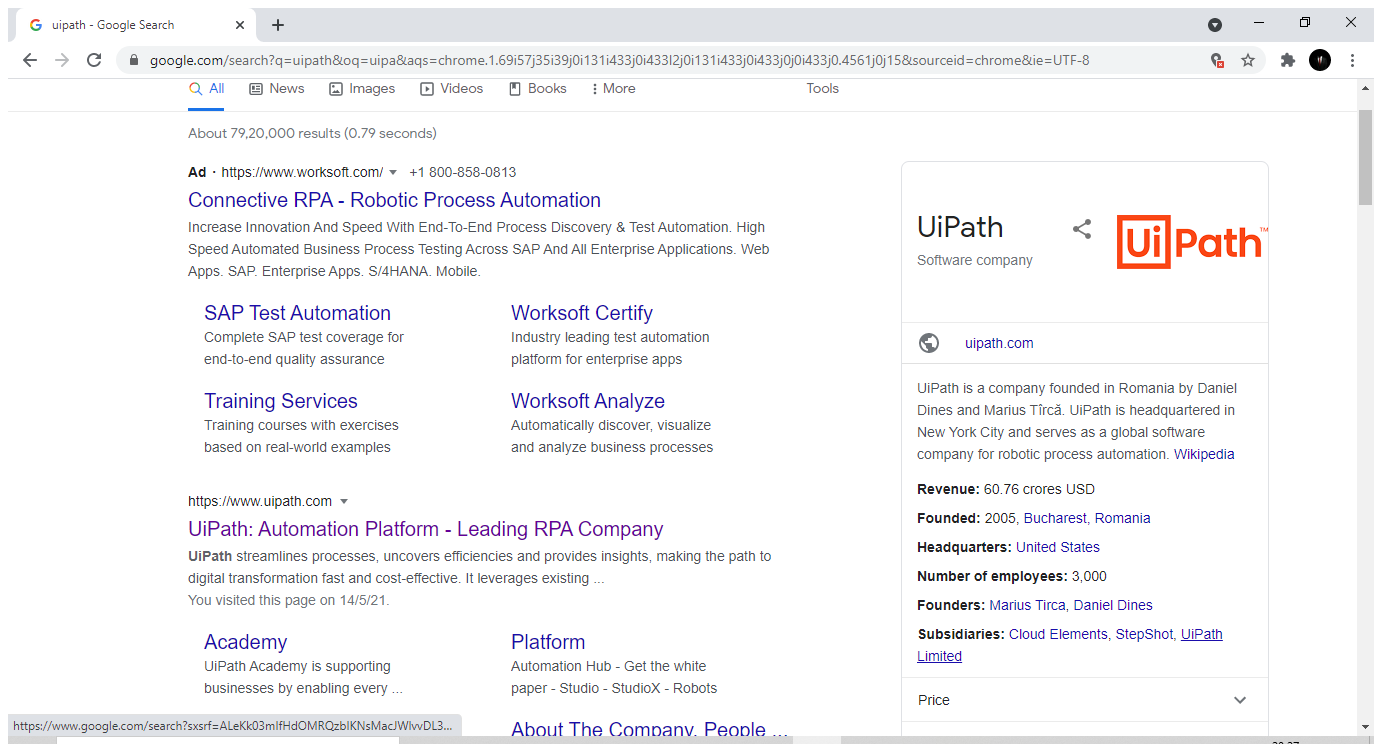 uipath - Google Search
google.com/search?q=uipath&oq=uipa&aqs=chrome.1.69i57j35i39j0i131i433j0i433l2j0i131i433j0i433j0j0i433j0.4561j0j15&sourceid=chrome&ie=UTF-8
All News Images Videos Books More Tools
About 79,20,000 results (0.79 seconds)
Ad · https://www.worksoft.com/ +1 800-858-0813
Connective RPA - Robotic Process Automation
Increase Innovation And Speed With End-To-End Process Discovery & Test Automation. High
Speed Automated Business Process Testing Across SAP And All Enterprise Applications. Web
Apps. SAP. Enterprise Apps. S/4HANA. Mobile.
SAP Test Automation
Complete SAP test coverage for
end-to-end quality assurance
Worksoft Certify
Industry leading test automation
platform for enterprise apps
Training Services
Training courses with exercises
based on real-world examples
Worksoft Analyze
Automatically discover, visualize
and analyze business processes
https://www.uipath.com
UiPath: Automation Platform - Leading RPA Company
UiPath streamlines processes, uncovers efficiencies and provides insights, making the path to
digital transformation fast and cost-effective. It leverages existing ...
You visited this page on 14/5/21.
Academy
UiPath Academy is supporting
businesses by enabling every ...
Platform
Automation Hub - Get the white
paper - Studio - StudioX - Robots
About The Company, People ...
UiPath
Software company
UiPath™
uipath.com
UiPath is a company founded in Romania by Daniel
Dines and Marius Tîrcă. UiPath is headquartered in
New York City and serves as a global software
company for robotic process automation. Wikipedia
Revenue: 60.76 crores USD
Founded: 2005, Bucharest, Romania
Headquarters: United States
Number of employees: 3,000
Founders: Marius Tirca, Daniel Dines
Subsidiaries: Cloud Elements, StepShot, UiPath
Limited
Price